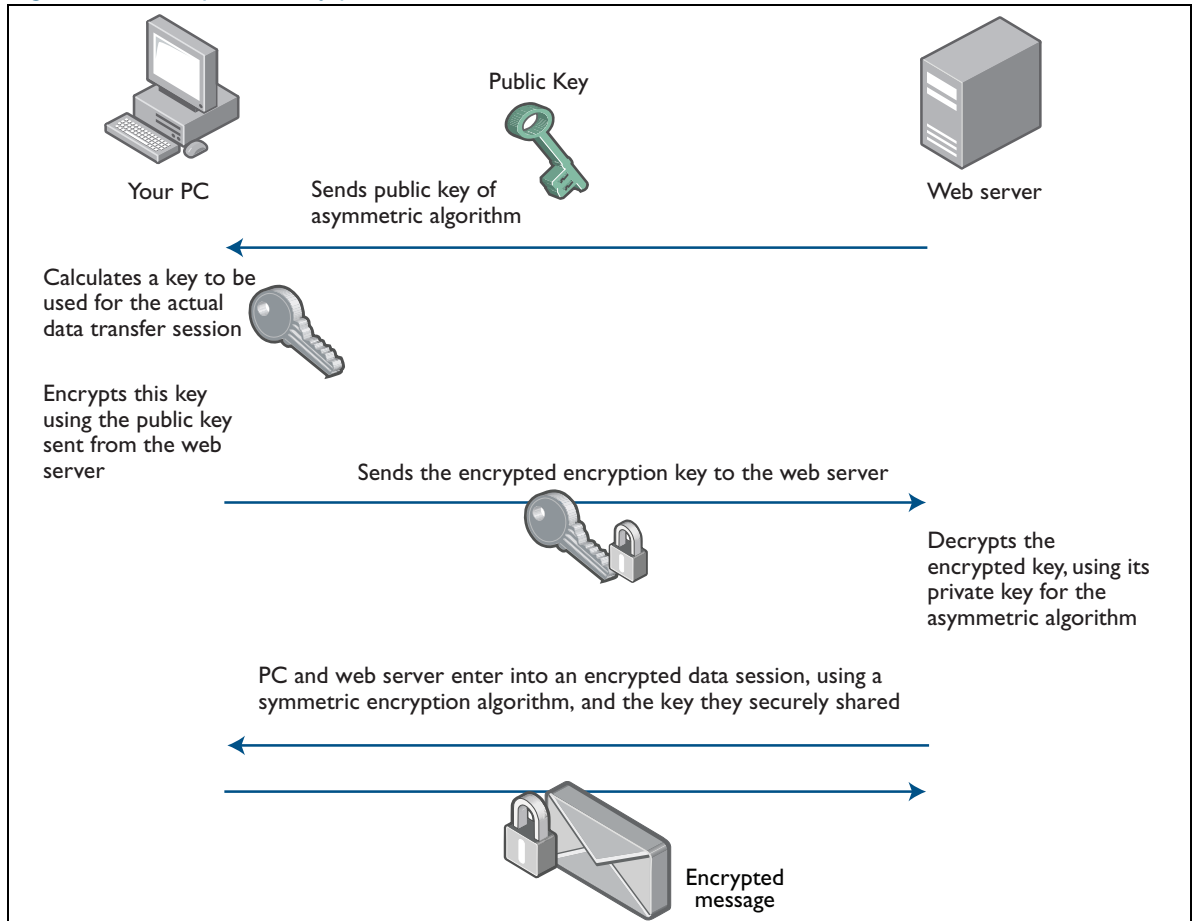 Public Key
Your PC
Web server
Sends public key of
asymmetric algorithm
Calculates a key to be
used for the actual
data transfer session
Encrypts this key
using the public key
sent from the web
server
Sends the encrypted encryption key to the web server
Decrypts the
encrypted key, using its
private key for the
asymmetric algorithm
PC and web server enter into an encrypted data session, using a
symmetric encryption algorithm, and the key they securely shared
Encrypted
message